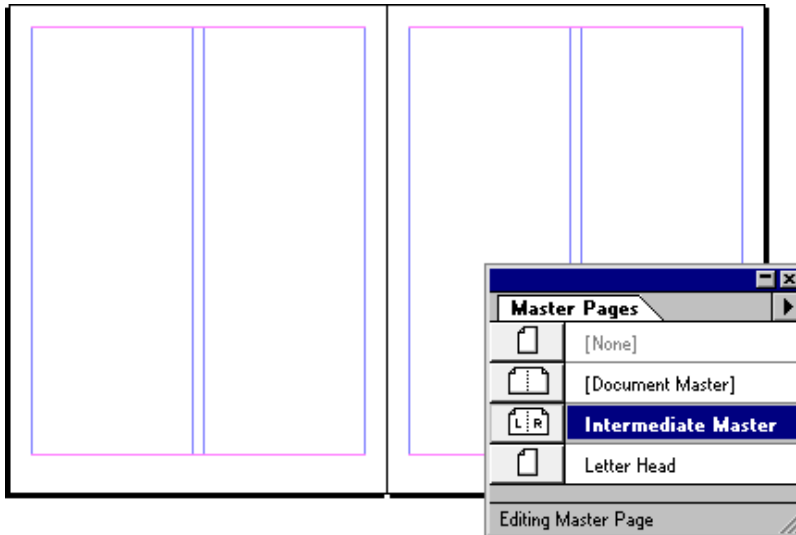 Master Pages
[None]
[Document Master]
L R
Intermediate Master
Letter Head
Editing Master Page